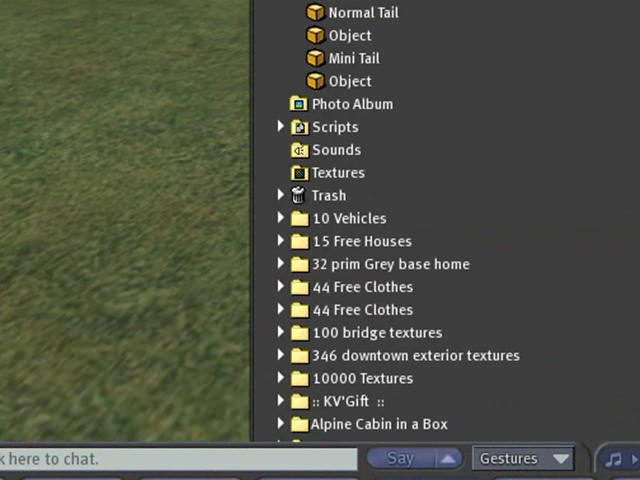 Normal Tail
Object
Mini Tail
Object
Photo Album
Scripts
Sounds
Textures
Trash
10 Vehicles
15 Free Houses
32 prim Grey base home
44 Free Clothes
44 Free Clothes
100 bridge textures
346 downtown exterior textures
10000 Textures
:: KV'Gift ::
Alpine Cabin in a Box
k here to chat.
Say
Gestures